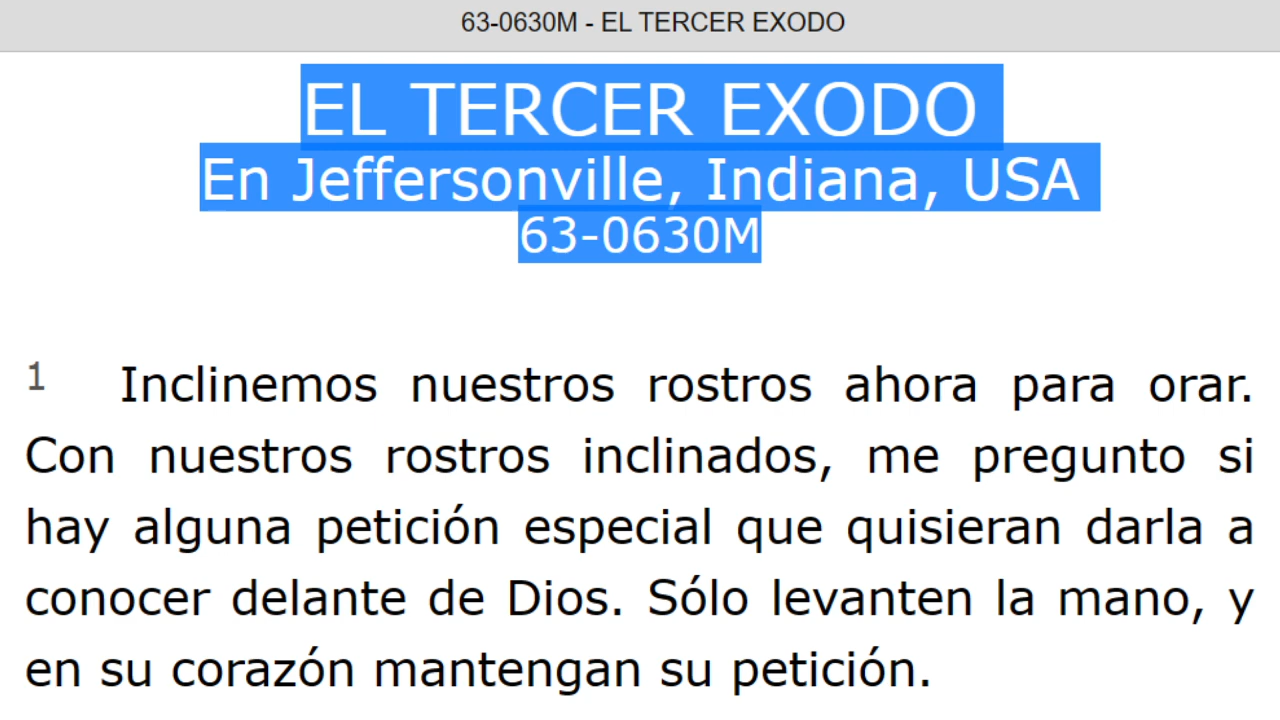 63-0630M - EL TERCER EXODO
EL TERCER EXODO
En Jeffersonville, Indiana, USA
63-0630M
1 Inclinemos nuestros rostros ahora para orar.
Con nuestros rostros inclinados, me pregunto si
hay alguna petición especial que quisieran darla a
conocer delante de Dios. Sólo levanten la mano, y
en su corazón mantengan su petición.